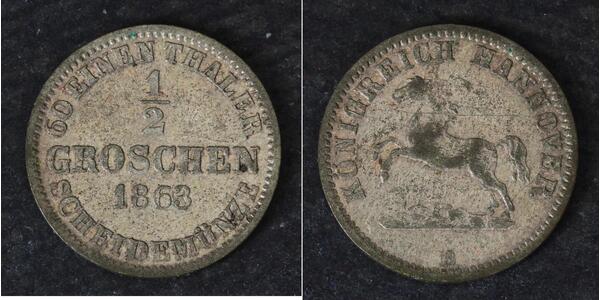 60 EINEN THALER
1
2
GROSCHEN
1863
SCHEIDEMÜNZE
KÖNIGREICH HANNOVER
B